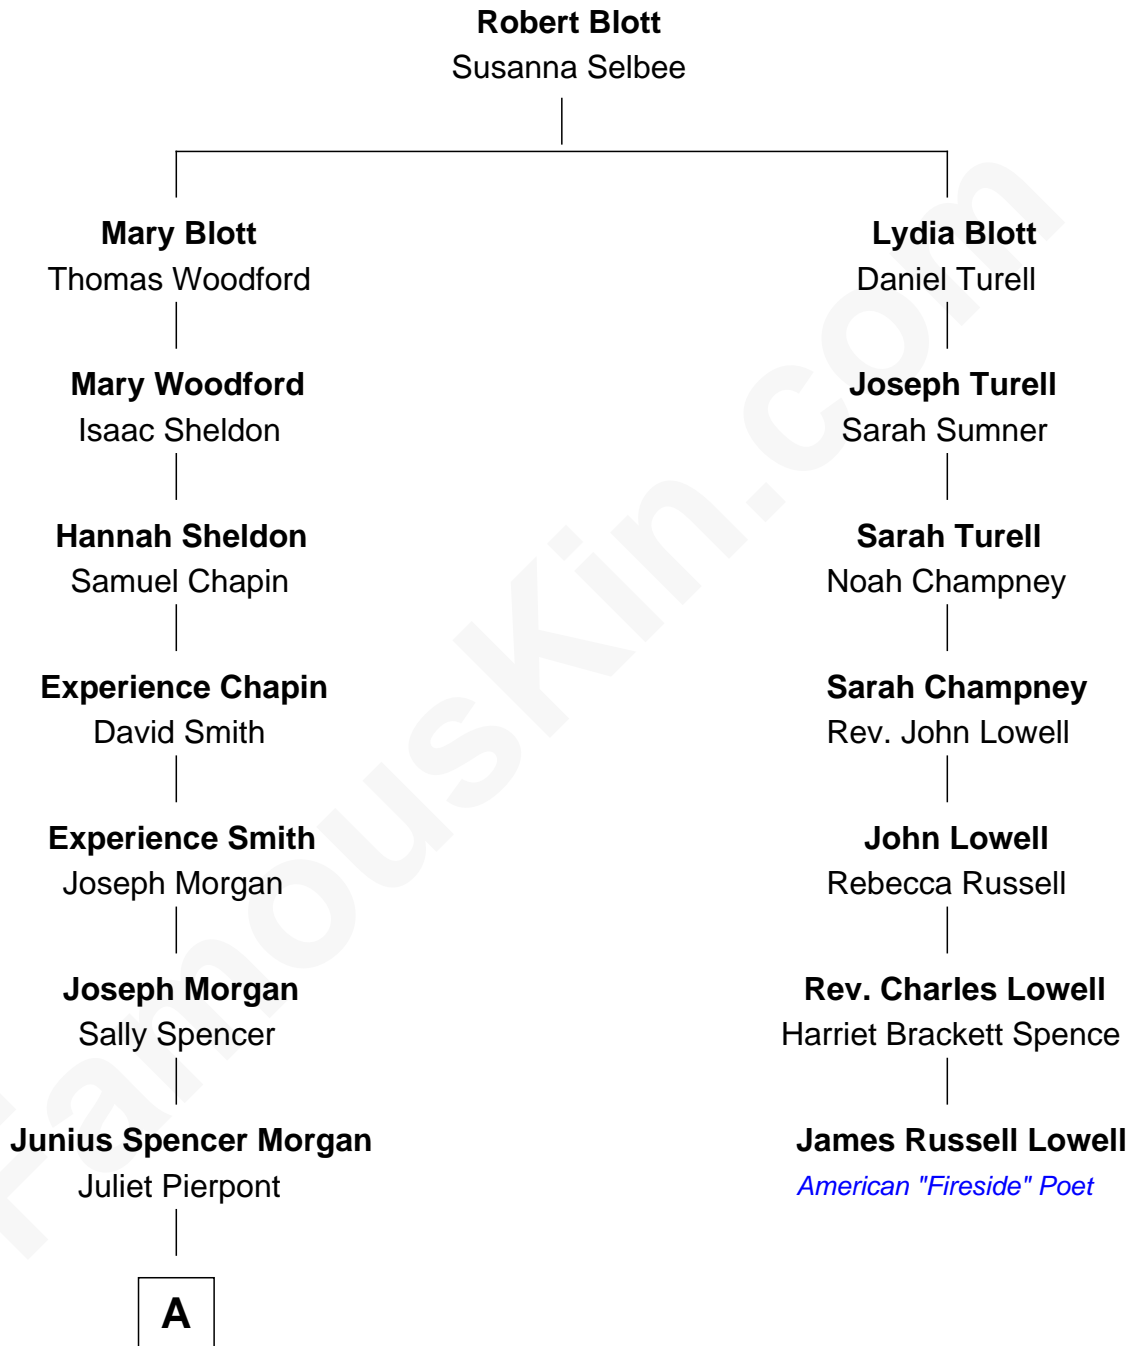 Robert Blott
Susanna Selbee
Mary Blott
Thomas Woodford
Lydia Blott
Daniel Turell
Mary Woodford
Isaac Sheldon
Joseph Turell
Sarah Sumner
Hannah Sheldon
Samuel Chapin
Sarah Turell
Noah Champney
Experience Chapin
David Smith
Sarah Champney
Rev. John Lowell
Experience Smith
Joseph Morgan
John Lowell
Rebecca Russell
Joseph Morgan
Sally Spencer
Rev. Charles Lowell
Harriet Brackett Spence
Junius Spencer Morgan
Juliet Pierpont
James Russell Lowell
American "Fireside" Poet
A
FamousKin.com